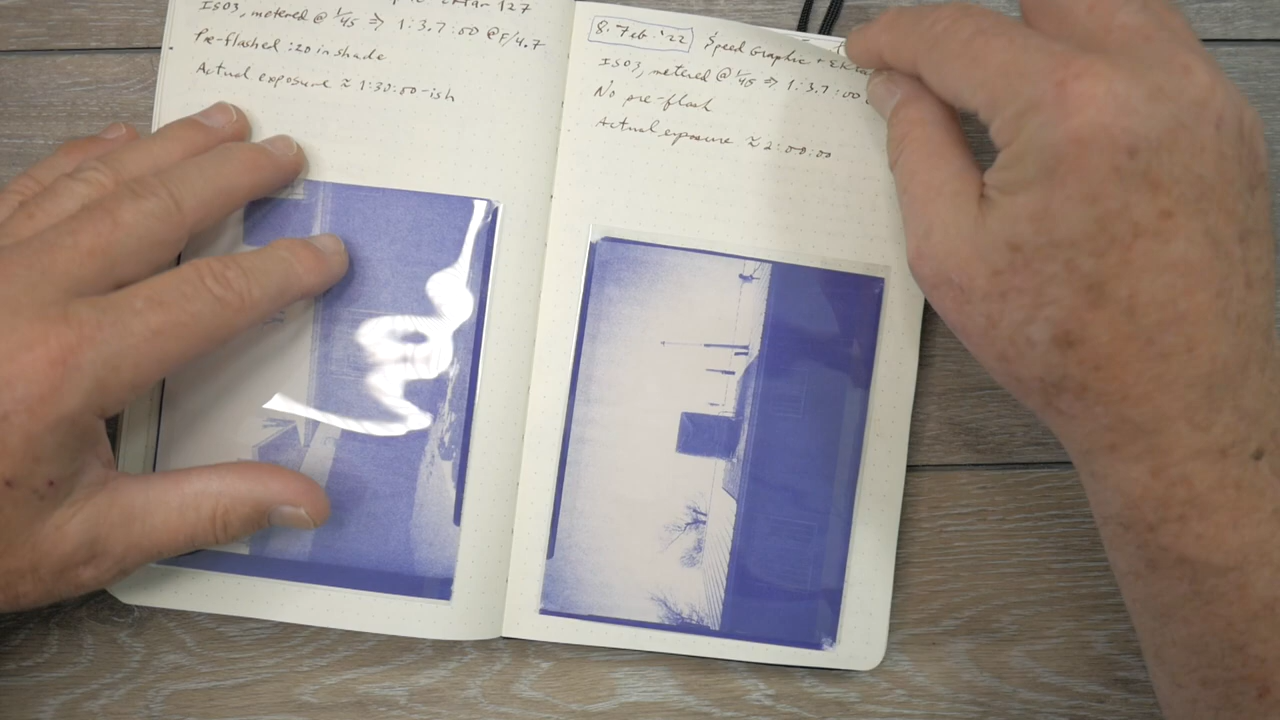 127
ISO3, metered @ 1/45 ⇒ 1:3.7:00 @F/4.7
Pre-flashed :20 in shade
Actual exposure ≈ 1:30:00-ish
8. Feb. '22 Speed Graphic +
ISO3, metered @ 1/45 ⇒ 1:3.7:00
No pre-flash
Actual exposure ≈ 2:00:00